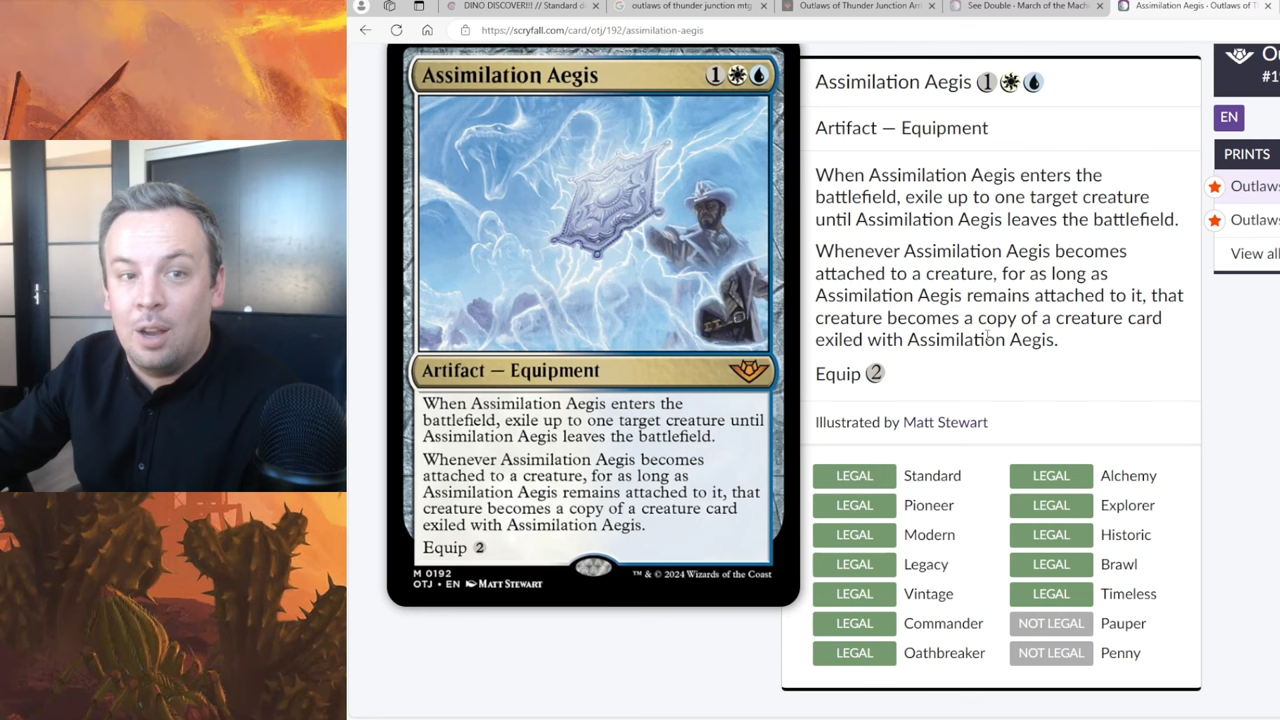 DINO DISCOVER!!! // Standard d
outlaws of thunder junction mtg
Outlaws of Thunder Junction Art
See Double - March of the Mach
Assimilation Aegis - Outlaws of T
https://scryfall.com/card/otj/192/assimilation-aegis
Assimilation Aegis 1
Artifact — Equipment
When Assimilation Aegis enters the
battlefield, exile up to one target creature until
Assimilation Aegis leaves the battlefield.
Whenever Assimilation Aegis becomes
attached to a creature, for as long as
Assimilation Aegis remains attached to it, that
creature becomes a copy of a creature card
exiled with Assimilation Aegis.
Equip 2
M 0192
OTJ • EN Matt Stewart
™ & © 2024 Wizards of the Coast
Assimilation Aegis 1
Artifact — Equipment
When Assimilation Aegis enters the
battlefield, exile up to one target creature
until Assimilation Aegis leaves the battlefield.
Whenever Assimilation Aegis becomes
attached to a creature, for as long as
Assimilation Aegis remains attached to it, that
creature becomes a copy of a creature card
exiled with Assimilation Aegis.
Equip 2
Illustrated by Matt Stewart
LEGAL Standard LEGAL Alchemy
LEGAL Pioneer LEGAL Explorer
LEGAL Modern LEGAL Historic
LEGAL Legacy LEGAL Brawl
LEGAL Vintage LEGAL Timeless
LEGAL Commander NOT LEGAL Pauper
LEGAL Oathbreaker NOT LEGAL Penny
Ou
#1
EN
PRINTS
Outlaws
Outlaws
View all